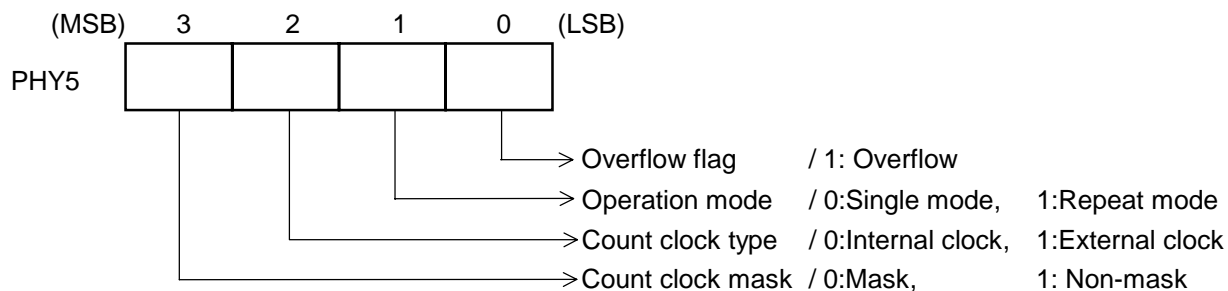 (MSB) 3 2 1 0 (LSB)
PHY5
Overflow flag / 1: Overflow
Operation mode / 0:Single mode, 1:Repeat mode
Count clock type / 0:Internal clock, 1:External clock
Count clock mask / 0:Mask, 1: Non-mask